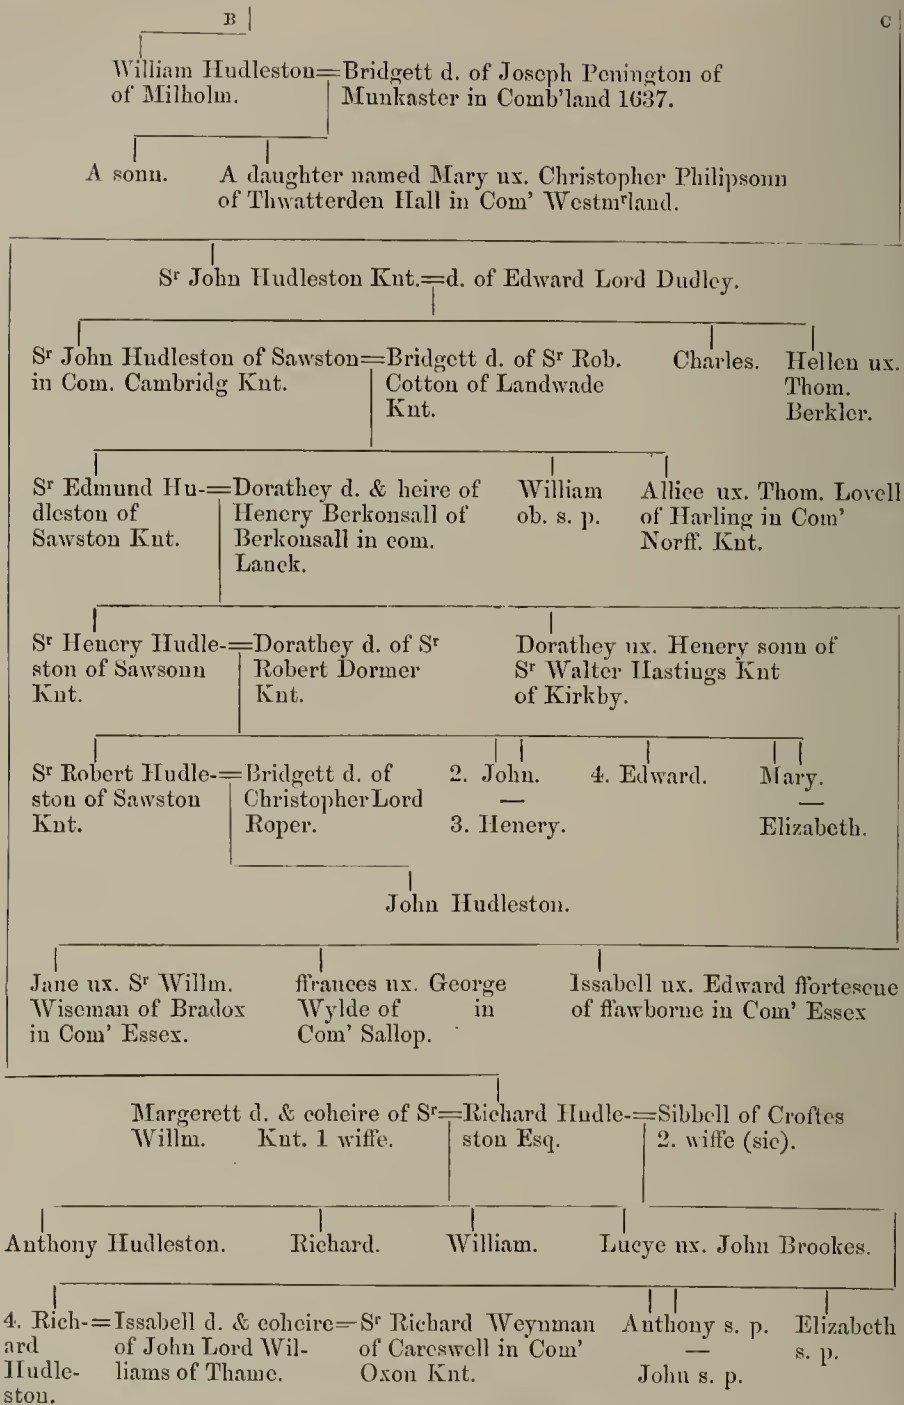 B C
William Hudleston=Bridgett d. of Joseph Penington of
of Milholm. Munkaster in Comb'land 1637.
A sonn. A daughter named Mary ux. Christopher Philipsonn
of Thwatterden Hall in Com' Westmrland.
Sr John Hudleston Knt.=d. of Edward Lord Dudley.
Sr John Hudleston of Sawston=Bridgett d. of Sr Rob. Charles. Hellen ux.
in Com. Cambridg Knt. Cotton of Landwade Thom.
Knt. Berkler.
Sr Edmund Hu-=Dorathey d. & heire of William Allice ux. Thom. Lovell
dleston of Henery Berkonsall of ob. s. p. of Harling in Com'
Sawston Knt. Berkonsall in com. Norff. Knt.
Lanck.
Sr Henery Hudle-=Dorathey d. of Sr Dorathey ux. Henery sonn of
ston of Sawsonn Robert Dormer Sr Walter Hastings Knt
Knt. Knt. of Kirkby.
Sr Robert Hudle-=Bridgett d. of 2. John. 4. Edward. Mary.
ston of Sawston Christopher Lord — —
Knt. Roper. 3. Henery. Elizabeth.
John Hudleston.
Jane ux. Sr Willm. ffrances ux. George Issabell ux. Edward ffortescue
Wiseman of Bradox Wylde of in of ffawborne in Com' Essex
in Com' Essex. Com' Sallop.
Margerett d. & coheire of Sr=Richard Hudle-=Sibbell of Croftes
Willm. Knt. 1 wiffe. ston Esq. 2. wiffe (sic).
Anthony Hudleston. Richard. William. Lucye ux. John Brookes.
4. Rich-=Issabell d. & coheire=Sr Richard Weynman Anthony s. p. Elizabeth
ard of John Lord Wil- of Careswell in Com' — s. p.
Hudle- liams of Thame. Oxon Knt. John s. p.
ston.